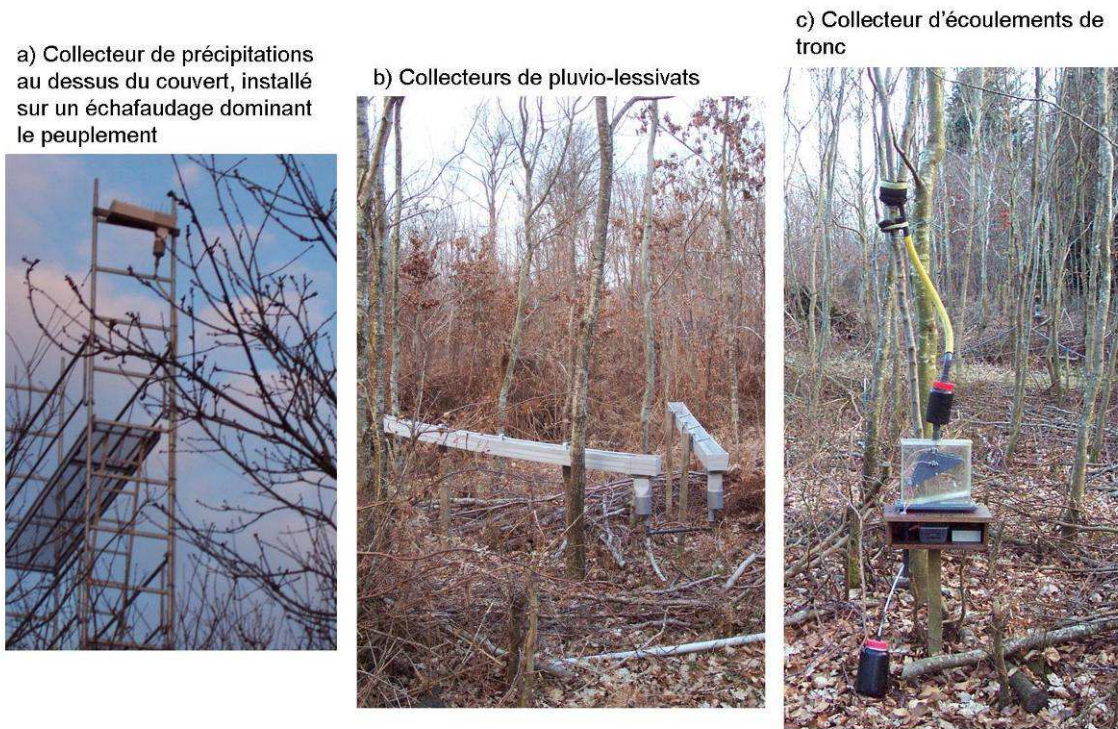 a) Collecteur de précipitations
au dessus du couvert, installé
sur un échafaudage dominant
le peuplement
b) Collecteurs de pluvio-lessivats
c) Collecteur d'écoulements de
tronc